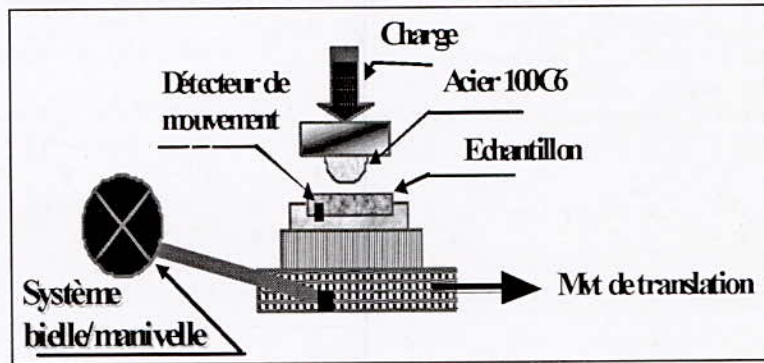 Charge
Détecteur de
mouvement
Acier 100C6
Echantillon
Système
bielle/manivelle
Mvt de translation